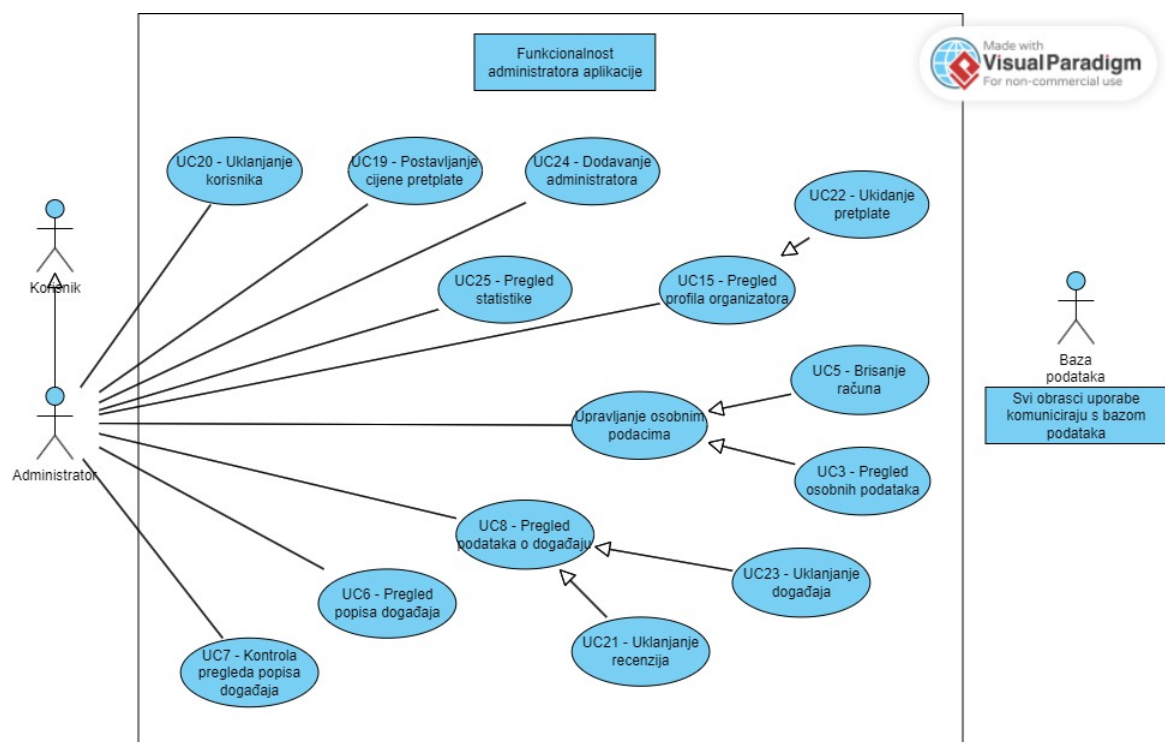 Funkcionalnost
administratora aplikacije
Made with
VisualParadigm
For non-commercial use
UC20 - Uklanjanje
korisnika
UC19 - Postavljanje
cijene pretplate
UC24 - Dodavanje
administratora
UC22 - Ukidanje
pretplate
Korisnik
UC25 - Pregled
statistike
UC15 - Pregled
profila organizatora
Baza
podataka
Svi obrasci uporabe
komuniciraju s bazom
podataka
UC5 - Brisanje
računa
Upravljanje osobnim
podacima
Administrator
UC3 - Pregled
osobnih podataka
UC8 - Pregled
podataka o događaju
UC23 - Uklanjanje
događaja
UC6 - Pregled
popisa događaja
UC21 - Uklanjanje
recenzija
UC7 - Kontrola
pregleda popisa
događaja